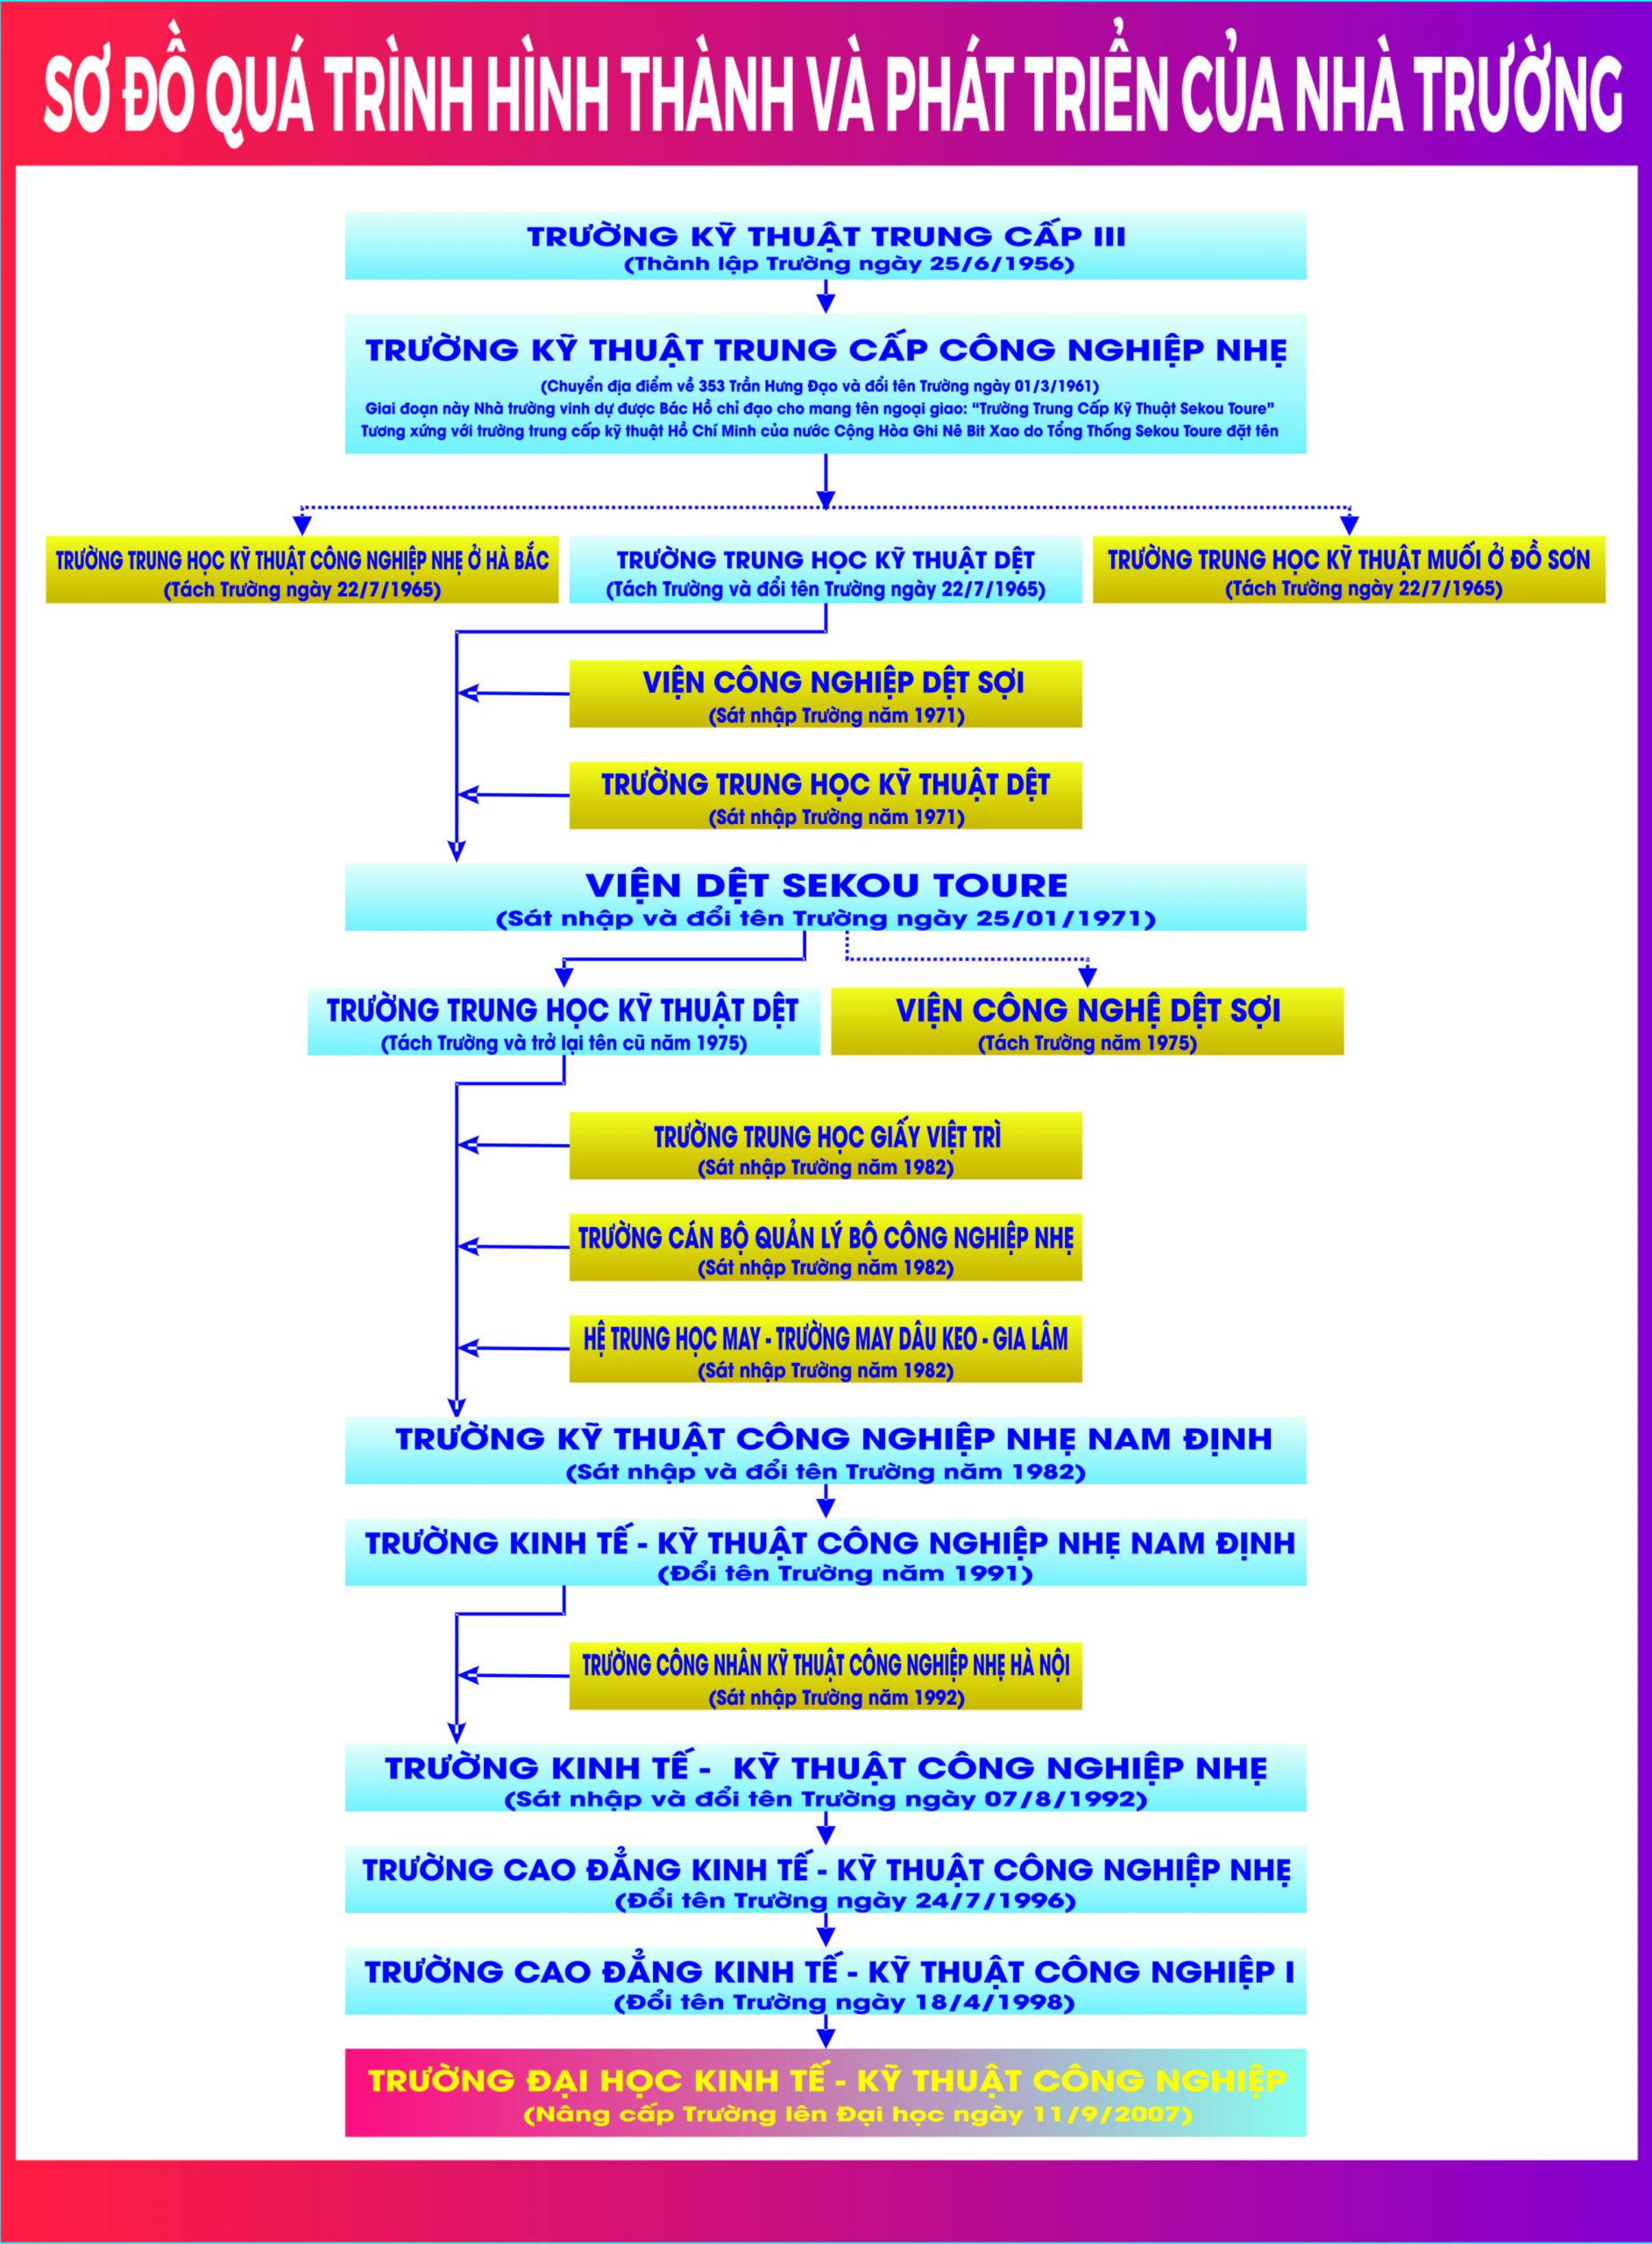 SƠ ĐỒ QUÁ TRÌNH HÌNH THÀNH VÀ PHÁT TRIỂN CỦA NHÀ TRƯỜNG
TRƯỜNG KỸ THUẬT TRUNG CẤP III
(Thành lập Trường ngày 25/6/1956)
TRƯỜNG KỸ THUẬT TRUNG CẤP CÔNG NGHIỆP NHẸ
(Chuyển địa điểm về 353 Trần Hưng Đạo và đổi tên Trường ngày 01/3/1961)
Giai đoạn này Nhà trường vinh dự được Bác Hồ chỉ đạo cho mang tên ngoại giao: “Trường Trung Cấp Kỹ Thuật Sekou Toure”
Tương xứng với trường trung cấp kỹ thuật Hồ Chí Minh của nước Cộng Hòa Ghi Nê Bit Xao do Tổng Thống Sekou Toure đặt tên
TRƯỜNG TRUNG HỌC KỸ THUẬT CÔNG NGHIỆP NHẸ Ở HÀ BẮC
(Tách Trường ngày 22/7/1965)
TRƯỜNG TRUNG HỌC KỸ THUẬT DỆT
(Tách Trường và đổi tên Trường ngày 22/7/1965)
TRƯỜNG TRUNG HỌC KỸ THUẬT MUỐI Ở ĐỒ SƠN
(Tách Trường ngày 22/7/1965)
VIỆN CÔNG NGHIỆP DỆT SỢI
(Sát nhập Trường năm 1971)
TRƯỜNG TRUNG HỌC KỸ THUẬT DỆT
(Sát nhập Trường năm 1971)
VIỆN DỆT SEKOU TOURE
(Sát nhập và đổi tên Trường ngày 25/01/1971)
TRƯỜNG TRUNG HỌC KỸ THUẬT DỆT
(Tách Trường và trở lại tên cũ năm 1975)
VIỆN CÔNG NGHỆ DỆT SỢI
(Tách Trường năm 1975)
TRƯỜNG TRUNG HỌC GIẤY VIỆT TRÌ
(Sát nhập Trường năm 1982)
TRƯỜNG CÁN BỘ QUẢN LÝ BỘ CÔNG NGHIỆP NHẸ
(Sát nhập Trường năm 1982)
HỆ TRUNG HỌC MAY - TRƯỜNG MAY DÂU KEO - GIA LÂM
(Sát nhập Trường năm 1982)
TRƯỜNG KỸ THUẬT CÔNG NGHIỆP NHẸ NAM ĐỊNH
(Sát nhập và đổi tên Trường năm 1982)
TRƯỜNG KINH TẾ - KỸ THUẬT CÔNG NGHIỆP NHẸ NAM ĐỊNH
(Đổi tên Trường năm 1991)
TRƯỜNG CÔNG NHÂN KỸ THUẬT CÔNG NGHIỆP NHẸ HÀ NỘI
(Sát nhập Trường năm 1992)
TRƯỜNG KINH TẾ - KỸ THUẬT CÔNG NGHIỆP NHẸ
(Sát nhập và đổi tên Trường ngày 07/8/1992)
TRƯỜNG CAO ĐẲNG KINH TẾ - KỸ THUẬT CÔNG NGHIỆP NHẸ
(Đổi tên Trường ngày 24/7/1996)
TRƯỜNG CAO ĐẲNG KINH TẾ - KỸ THUẬT CÔNG NGHIỆP I
(Đổi tên Trường ngày 18/4/1998)
TRƯỜNG ĐẠI HỌC KINH TẾ - KỸ THUẬT CÔNG NGHIỆP
(Nâng cấp Trường lên Đại học ngày 11/9/2007)